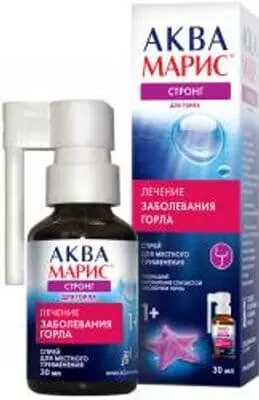 АКВА
МАРИС®
СТРОНГ
ДЛЯ ГОРЛА
ЛЕЧЕНИЕ
ЗАБОЛЕВАНИЯ
ГОРЛА
СПРЕЙ
ДЛЯ МЕСТНОГО
ПРИМЕНЕНИЯ
1+
30 мл
АКВА
МАРИС
СТРОНГ
ДЛЯ ГОРЛА
ЛЕЧЕНИЕ
ЗАБОЛЕВАНИЯ
ГОРЛА
СПРЕЙ
ДЛЯ МЕСТНОГО
ПРИМЕНЕНИЯ
30 мл